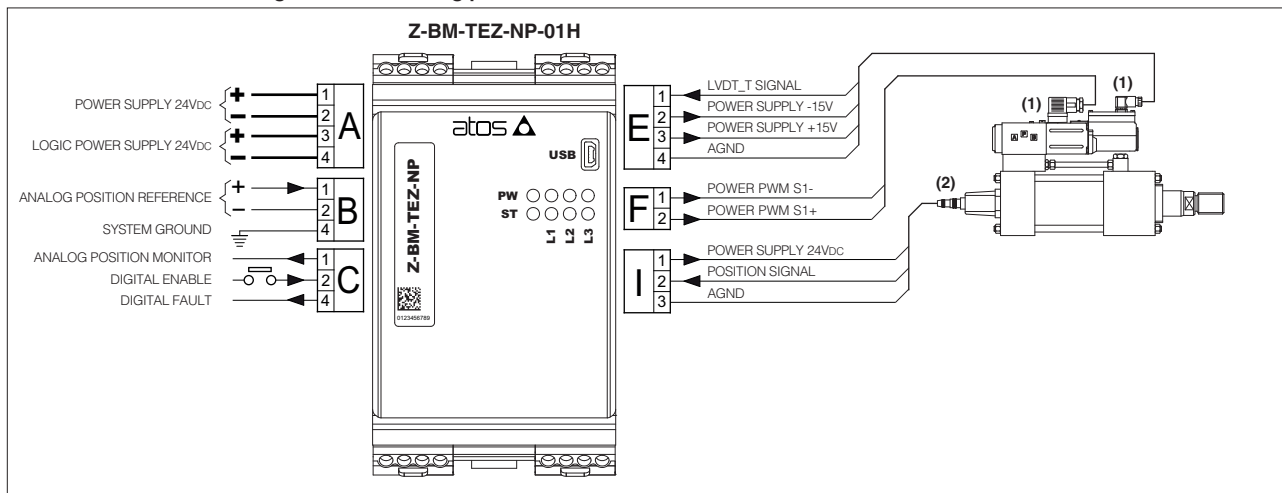 Z-BM-TEZ-NP-01H
POWER SUPPLY 24VDC
LOGIC POWER SUPPLY 24VDC
ANALOG POSITION REFERENCE
SYSTEM GROUND
ANALOG POSITION MONITOR
DIGITAL ENABLE
DIGITAL FAULT
+ 1
- 2
+ 3
- 4
A
+ 1
- 2
4
B
1
2
4
C
atos
USB
PW
ST
L1 L2 L3
Z-BM-TEZ-NP
0123456789
E
1 LVDT_T SIGNAL
2 POWER SUPPLY -15V
3 POWER SUPPLY +15V
4 AGND
F
1 POWER PWM S1-
2 POWER PWM S1+
I
1 POWER SUPPLY 24VDC
2 POSITION SIGNAL
3 AGND
(1)
(1)
(2)